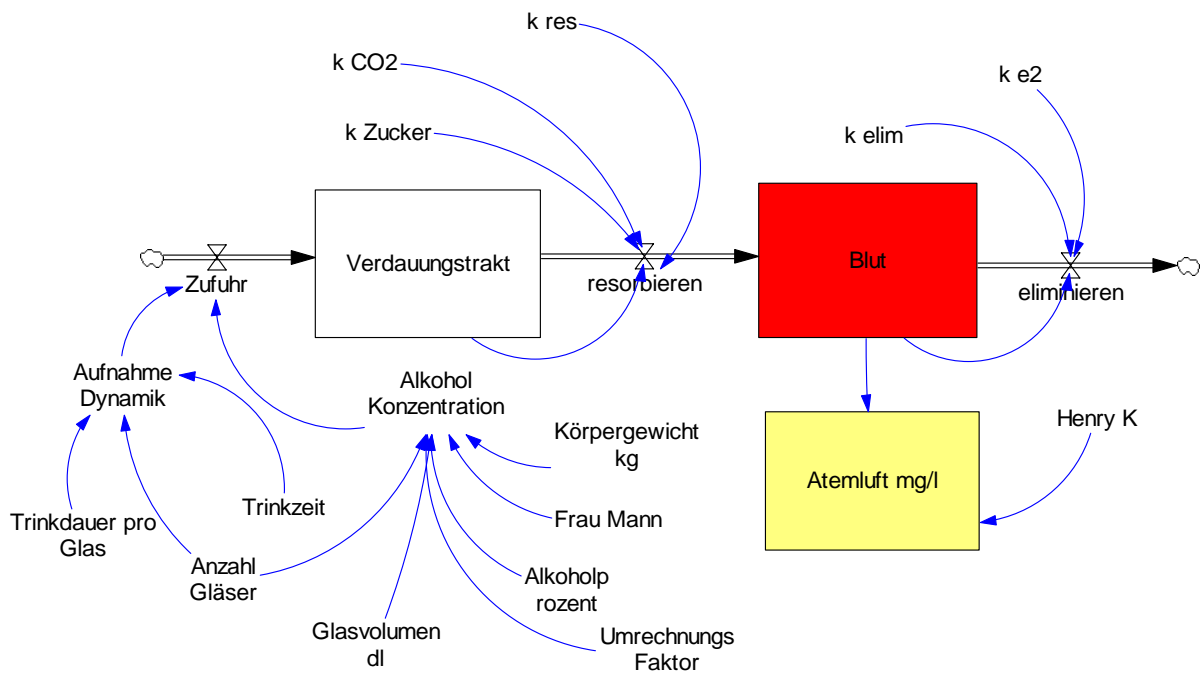 k res
k CO2
k e2
k Zucker
k elim
Verdauungstrakt
Blut
Zufuhr
resorbieren
eliminieren
Aufnahme
Dynamik
Alkohol
Konzentration
Körpergewicht
kg
Henry K
Atemluft mg/l
Trinkzeit
Frau Mann
Trinkdauer pro
Glas
Anzahl
Gläser
Alkoholp
rozent
Glasvolumen
dl
Umrechnungs
Faktor